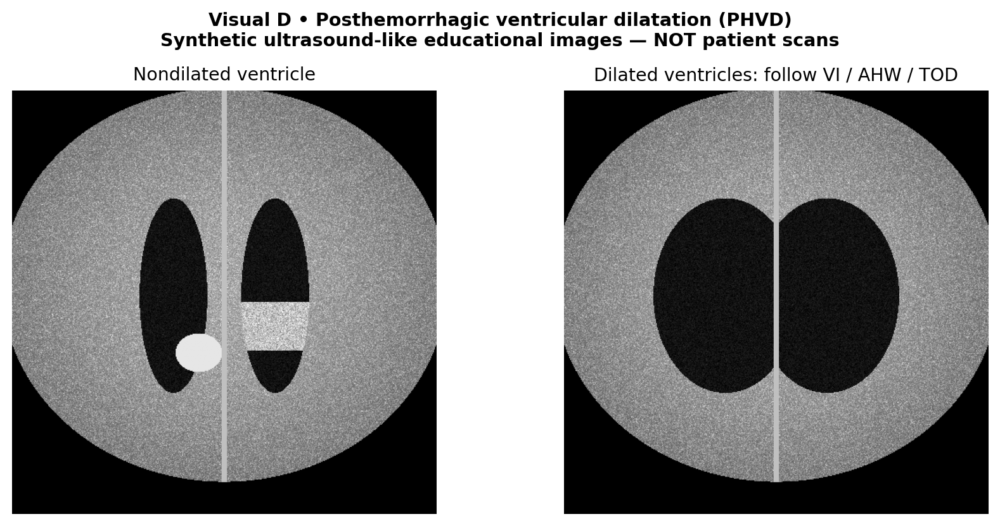 Visual D • Posthemorrhagic ventricular dilatation (PHVD)
Synthetic ultrasound-like educational images — NOT patient scans
Nondilated ventricle
Dilated ventricles: follow VI / AHW / TOD